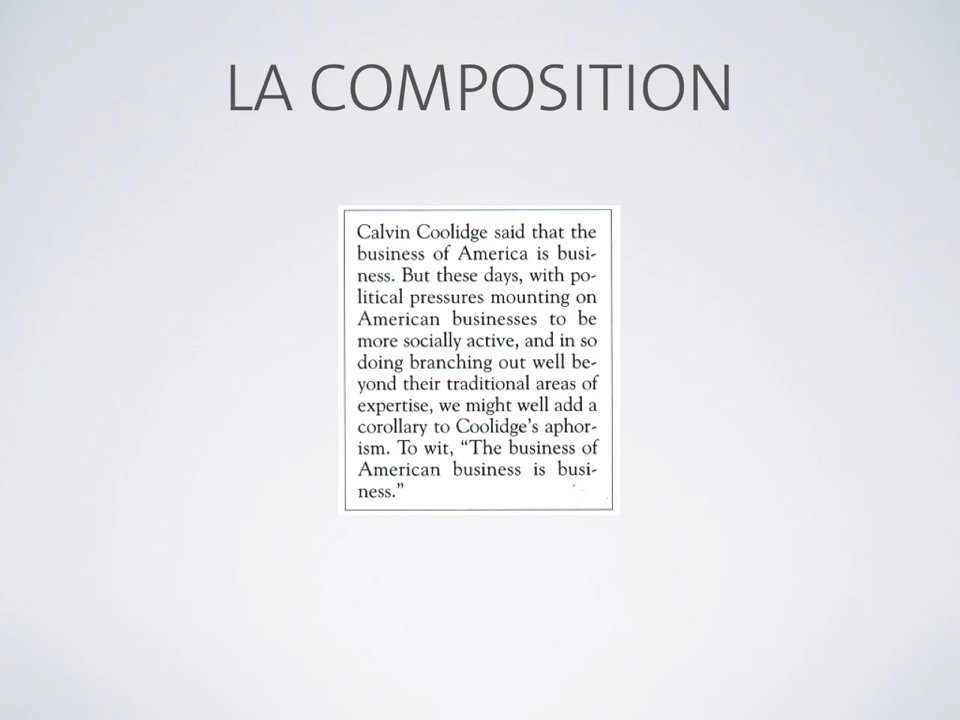 LA COMPOSITION
Calvin Coolidge said that the
business of America is busi-
ness. But these days, with po-
litical pressures mounting on
American businesses to be
more socially active, and in so
doing branching out well be-
yond their traditional areas of
expertise, we might well add a
corollary to Coolidge's aphor-
ism. To wit, “The business of
American business is busi-
ness.”